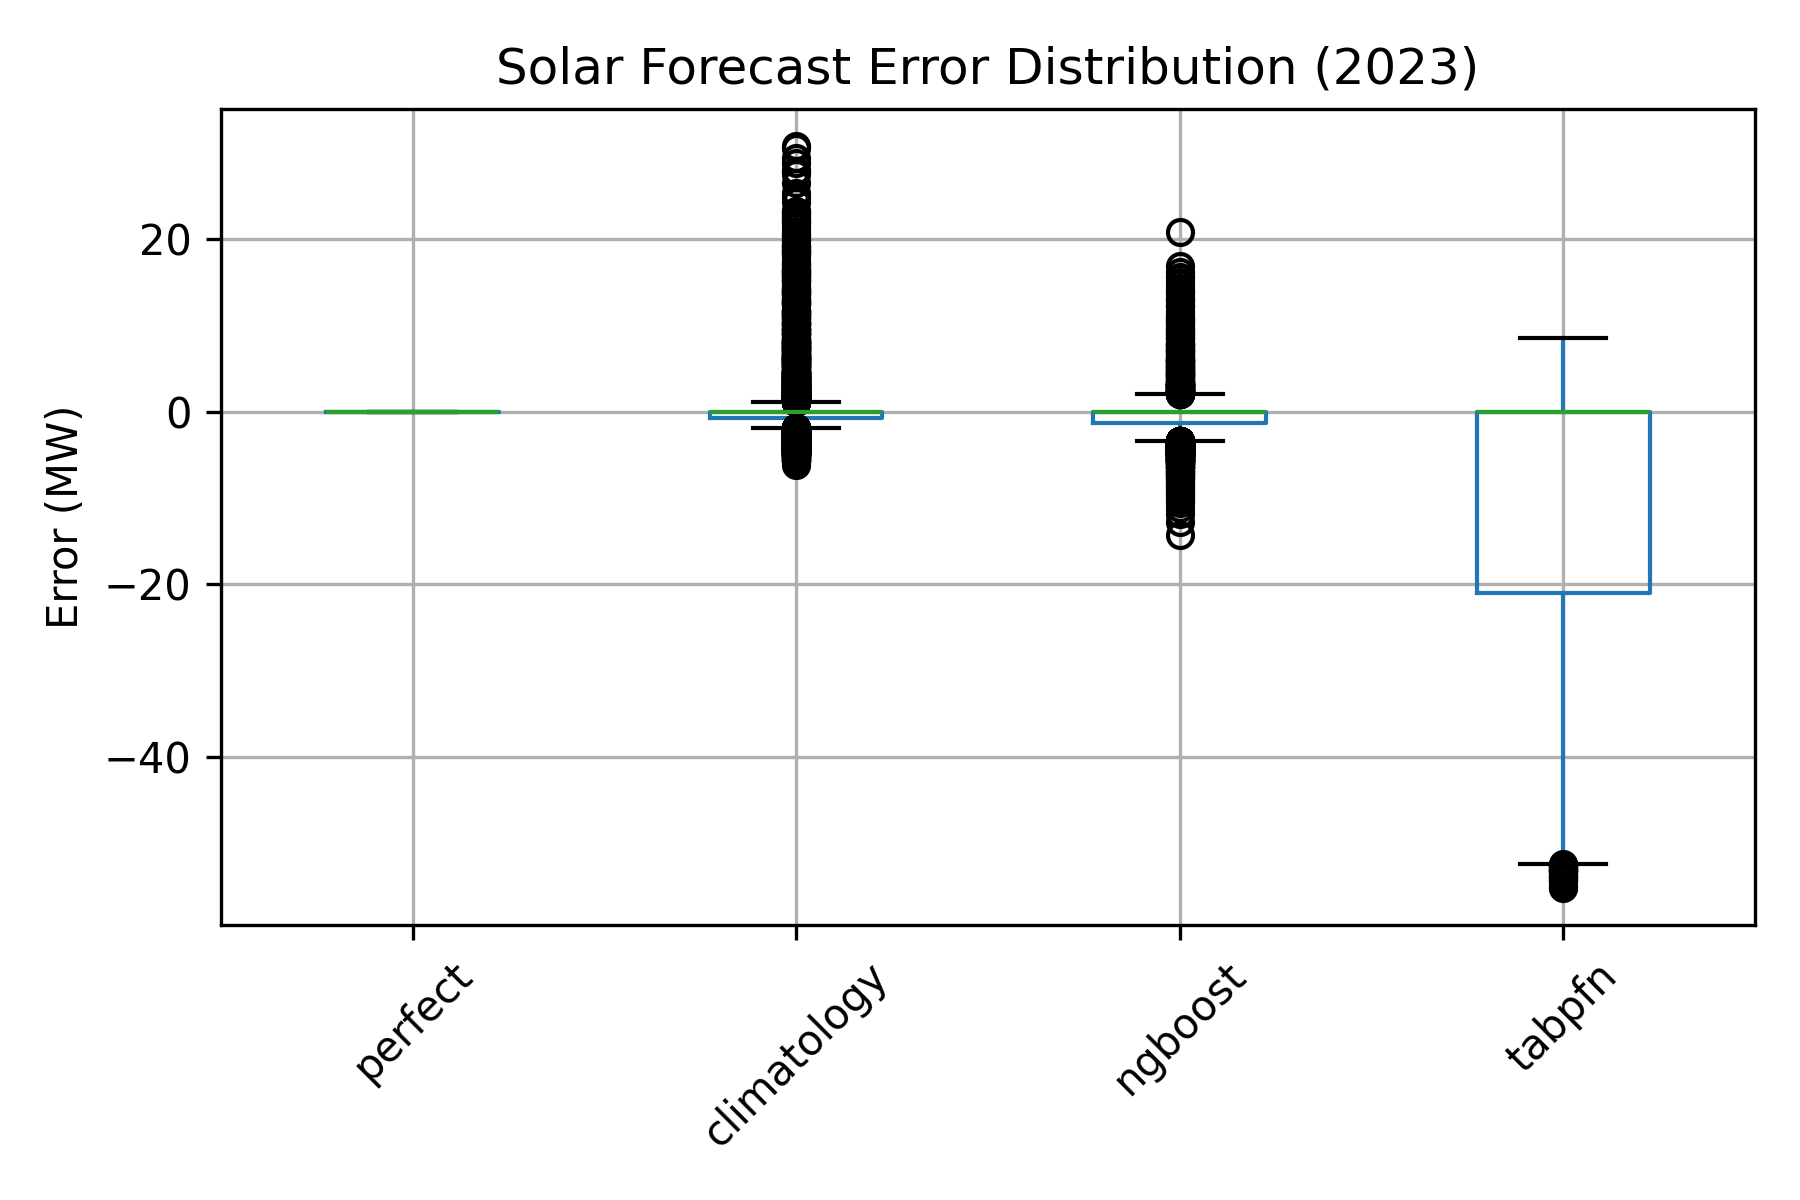 Solar Forecast Error Distribution (2023)
Error (MW)
20
0
−20
−40
perfect
climatology
ngboost
tabpfn